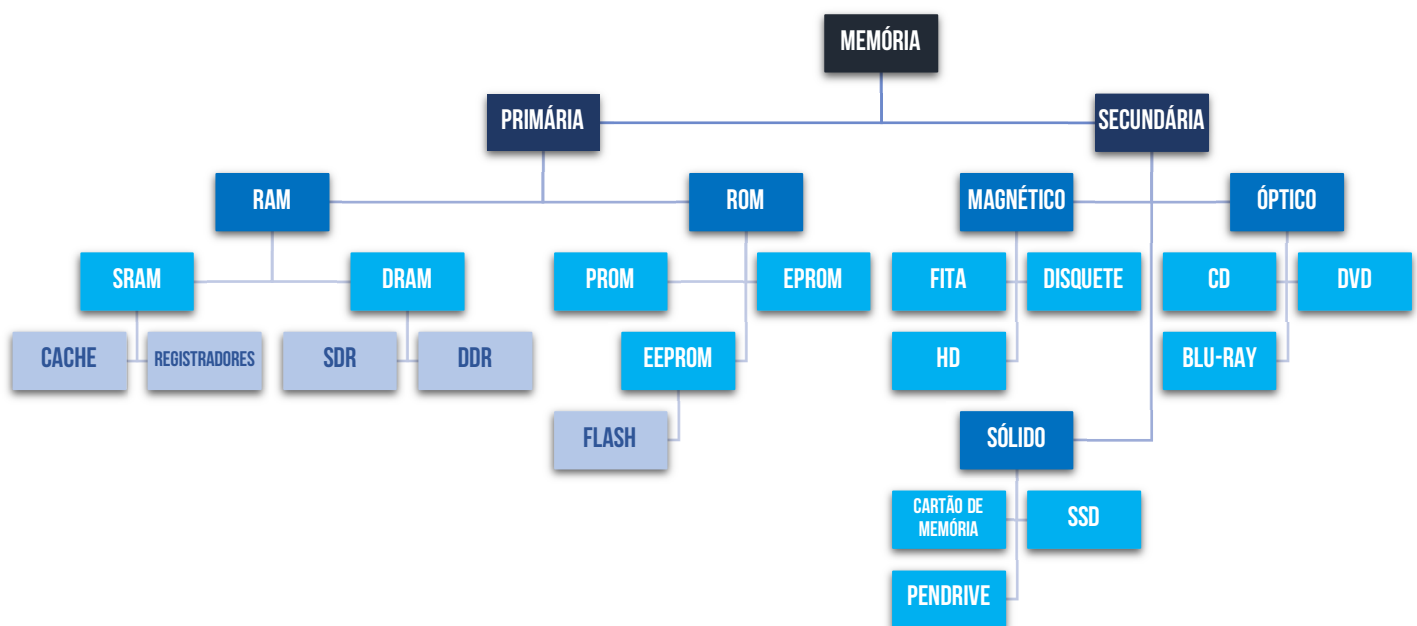 MEMÓRIA
PRIMÁRIA
SECUNDÁRIA
RAM
ROM
MAGNÉTICO
ÓPTICO
SRAM
DRAM
PROM
EPROM
FITA
DISQUETE
CD
DVD
CACHE
REGISTRADORES
SDR
DDR
EEPROM
HD
BLU-RAY
FLASH
SÓLIDO
CARTÃO DE
MEMÓRIA
SSD
PENDRIVE